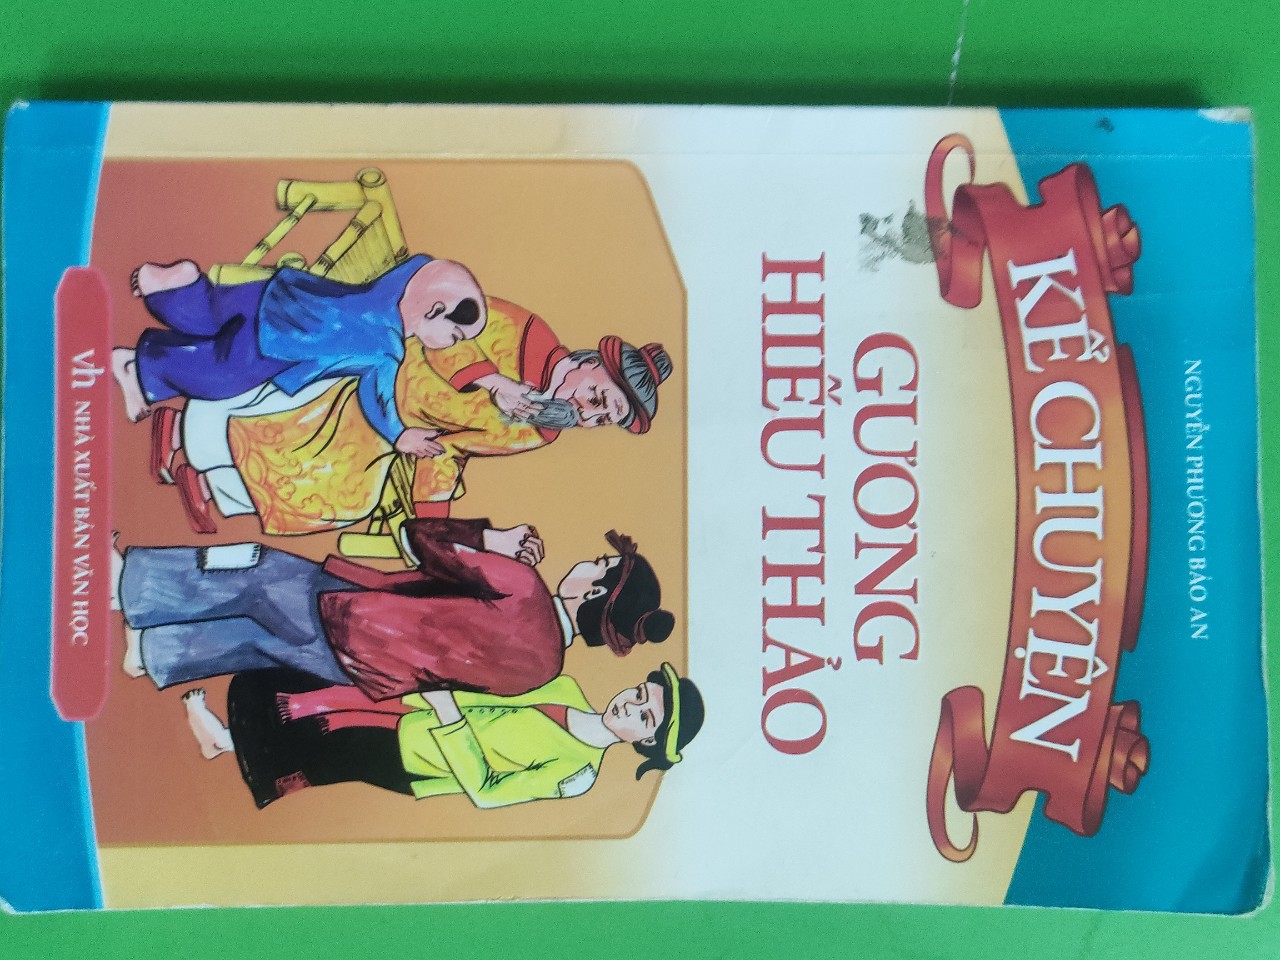 NGUYỄN PHƯƠNG BẢO AN
KỂ CHUYỆN
GƯƠNG
HIẾU THẢO
vh NHÀ XUẤT BẢN VĂN HỌC